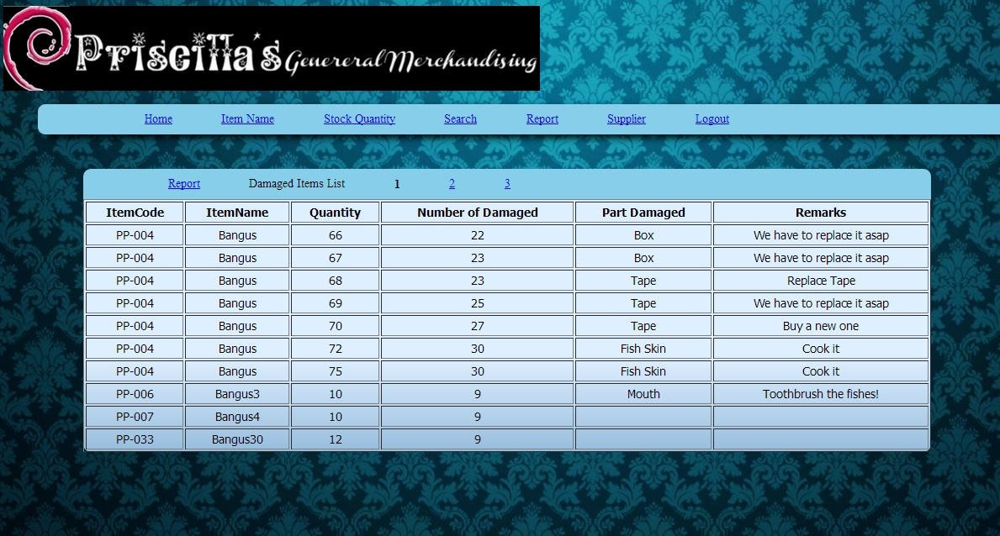 Priscilla's Genereral Merchandising
Home Item Name Stock Quantity Search Report Supplier Logout
Report Damaged Items List 1 2 3
ItemCode ItemName Quantity Number of Damaged Part Damaged Remarks
PP-004 Bangus 66 22 Box We have to replace it asap
PP-004 Bangus 67 23 Box We have to replace it asap
PP-004 Bangus 68 23 Tape Replace Tape
PP-004 Bangus 69 25 Tape We have to replace it asap
PP-004 Bangus 70 27 Tape Buy a new one
PP-004 Bangus 72 30 Fish Skin Cook it
PP-004 Bangus 75 30 Fish Skin Cook it
PP-006 Bangus3 10 9 Mouth Toothbrush the fishes!
PP-007 Bangus4 10 9
PP-033 Bangus30 12 9